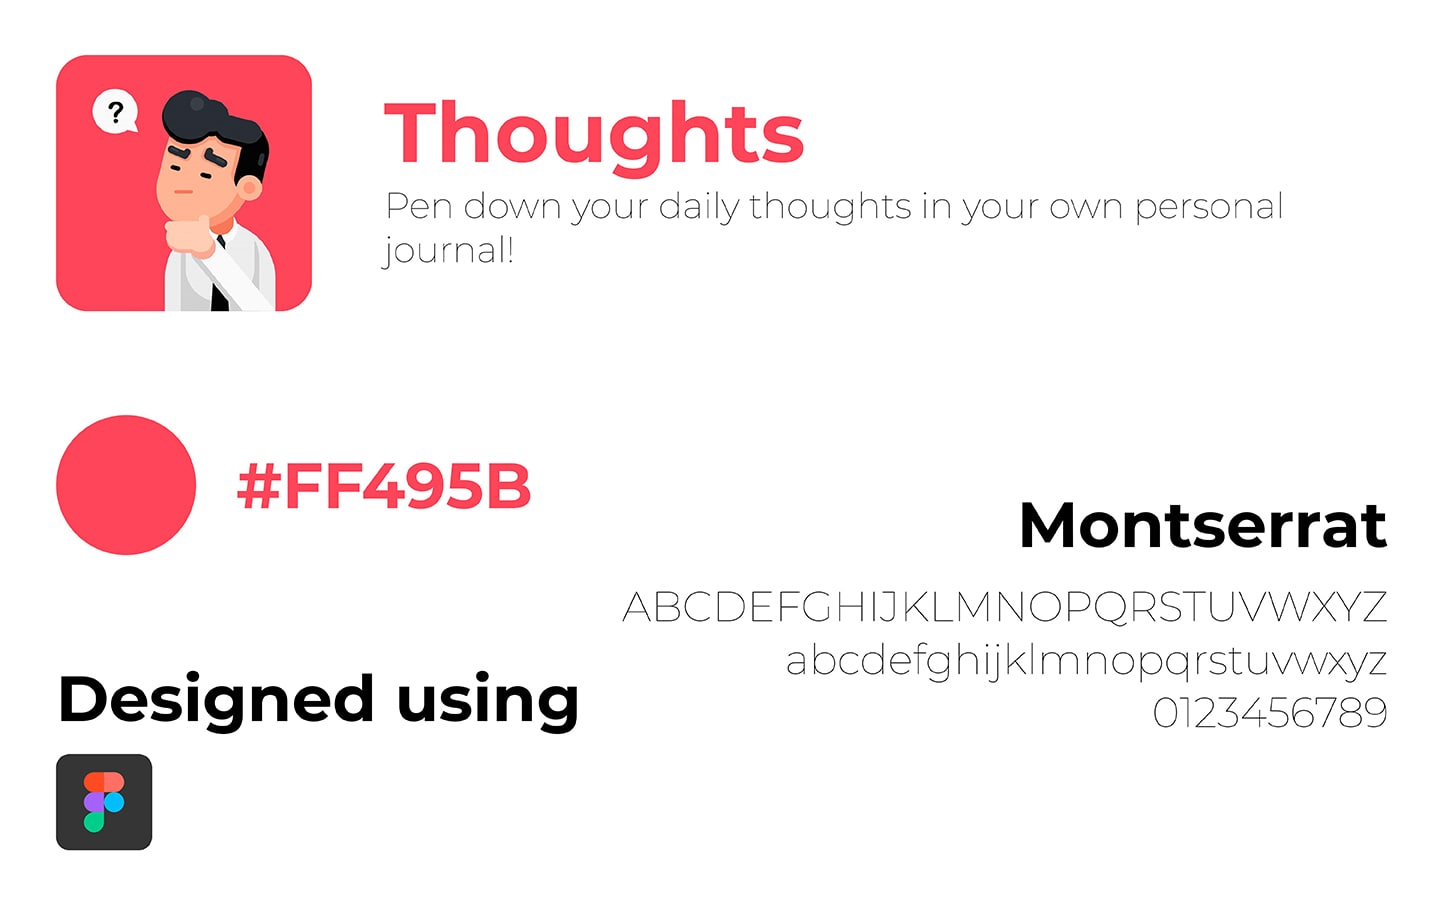 ?
Thoughts
Pen down your daily thoughts in your own personal
journal!
#FF495B
Montserrat
ABCDEFGHIJKLMNOPQRSTUVWXYZ
abcdefghijklmnopqrstuvwxyz
0123456789
Designed using